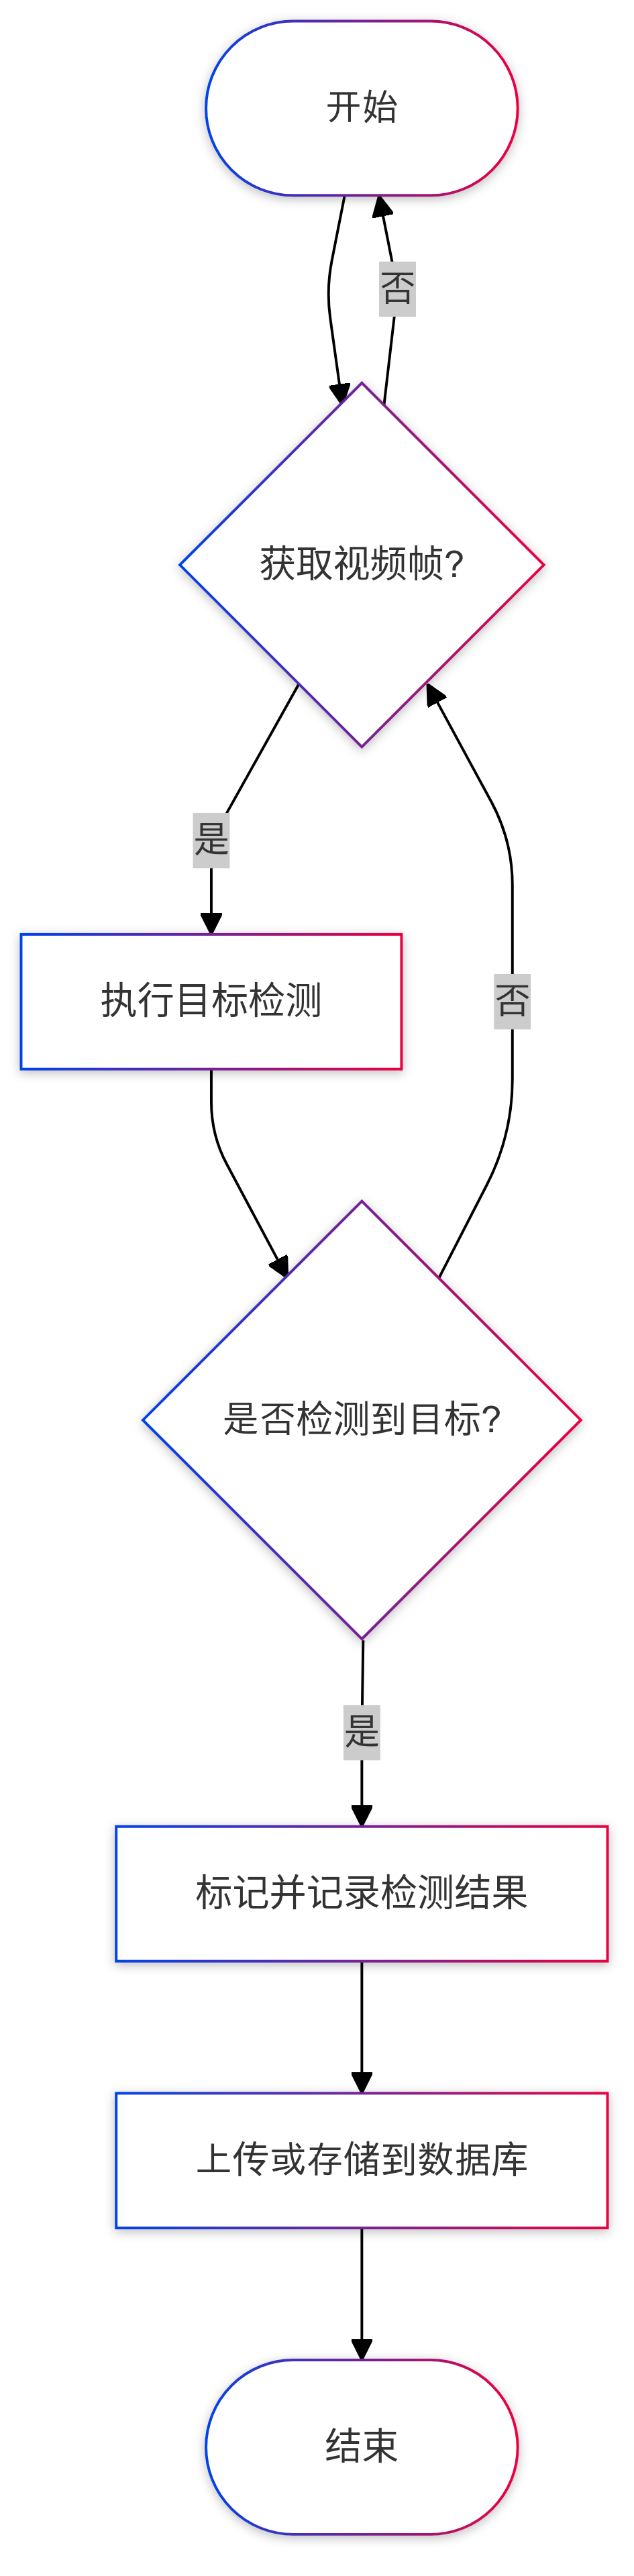 开始
否
获取视频帧?
是
执行目标检测
否
是否检测到目标?
是
标记并记录检测结果
上传或存储到数据库
结束